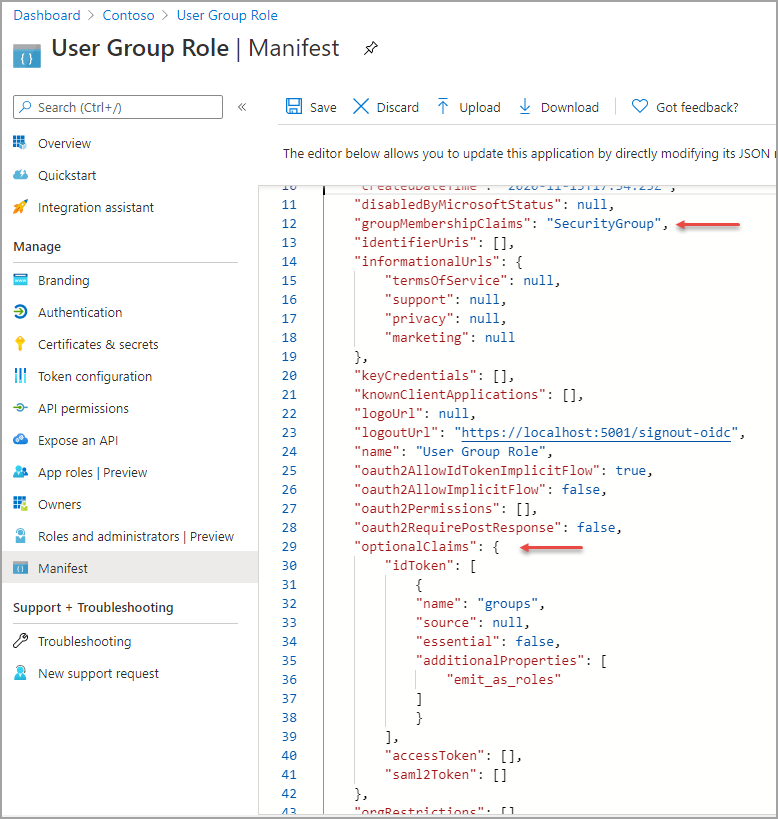 Dashboard > Contoso > User Group Role
User Group Role | Manifest
Search (Ctrl+/)
«
Save
Discard
Upload
Download
Got feedback?
Overview
Quickstart
Integration assistant
Manage
Branding
Authentication
Certificates & secrets
Token configuration
API permissions
Expose an API
App roles | Preview
Owners
Roles and administrators | Preview
Manifest
Support + Troubleshooting
Troubleshooting
New support request
The editor below allows you to update this application by directly modifying its JSON
10 "createdDateTime":
11 "disabledByMicrosoftStatus": null,
12 "groupMembershipClaims": "SecurityGroup",
13 "identifierUris": [],
14 "informationalUrls": {
15 "termsOfService": null,
16 "support": null,
17 "privacy": null,
18 "marketing": null
19 },
20 "keyCredentials": [],
21 "knownClientApplications": [],
22 "logoUrl": null,
23 "logoutUrl": "https://localhost:5001/signout-oidc",
24 "name": "User Group Role",
25 "oauth2AllowIdTokenImplicitFlow": true,
26 "oauth2AllowImplicitFlow": false,
27 "oauth2Permissions": [],
28 "oauth2RequirePostResponse": false,
29 "optionalClaims": {
30 "idToken": [
31 {
32 "name": "groups",
33 "source": null,
34 "essential": false,
35 "additionalProperties": [
36 "emit_as_roles"
37 ]
38 }
39 ],
40 "accessToken": [],
41 "saml2Token": []
42 },
43 "orgRestrictions": []